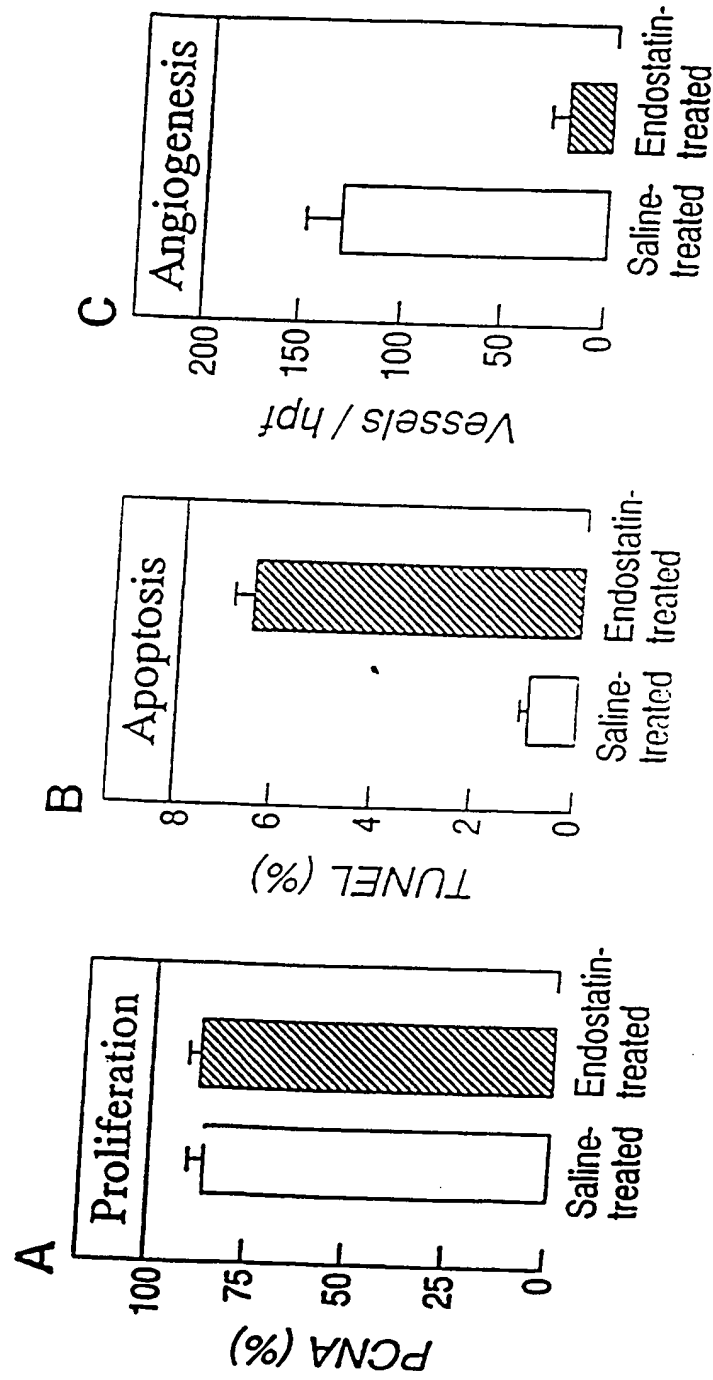 A
Proliferation
PCNA (%)
100
75
50
25
0
Saline-
treated
Endostatin-
treated
B
Apoptosis
TUNEL (%)
8
6
4
2
0
Saline-
treated
Endostatin-
treated
C
Angiogenesis
Vessels / hpf
200
150
100
50
0
Saline-
treated
Endostatin-
treated